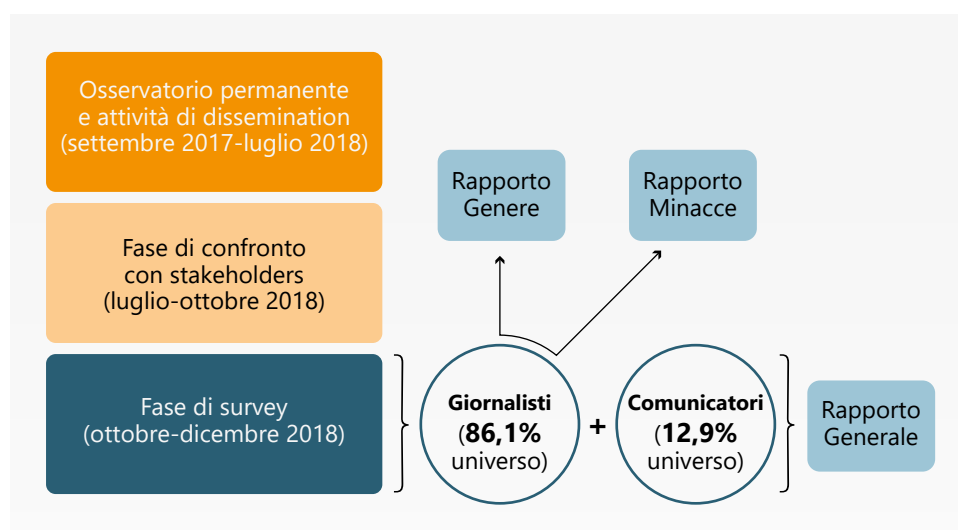 Osservatorio permanente
e attività di dissemination
(settembre 2017-luglio 2018)
Rapporto
Genere
Rapporto
Minacce
Fase di confronto
con stakeholders
(luglio-ottobre 2018)
Fase di survey
(ottobre-dicembre 2018)
Giornalisti
(86,1%
universo)
+
Comunicatori
(12,9%
universo)
Rapporto
Generale